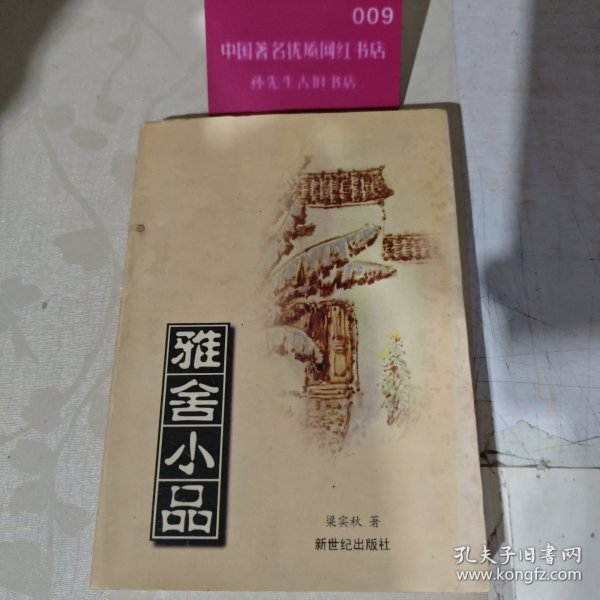 009
中国著名优质网红书店
孙先生古旧书店
雅舍小品
梁实秋 著
新世纪出版社
孔夫子旧书网
www.kongfz.com